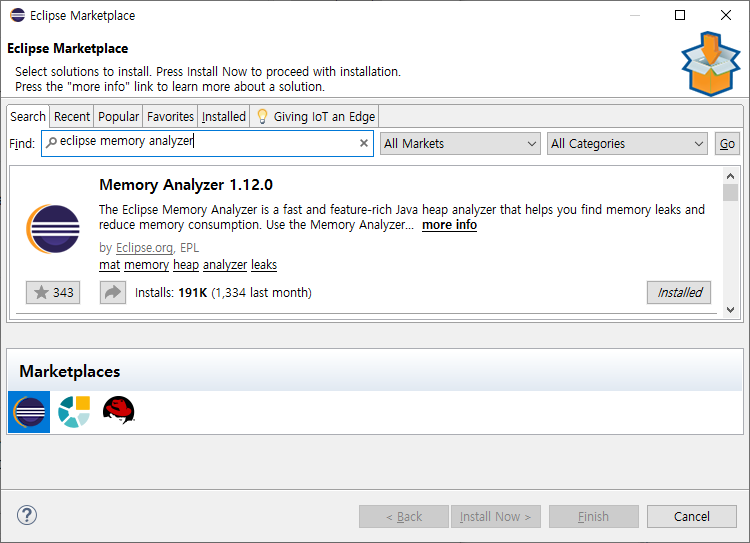 Eclipse Marketplace
Eclipse Marketplace
Select solutions to install. Press Install Now to proceed with installation.
Press the "more info" link to learn more about a solution.
Search Recent Popular Favorites Installed Giving IoT an Edge
Find: eclipse memory analyzer All Markets All Categories Go
Memory Analyzer 1.12.0
The Eclipse Memory Analyzer is a fast and feature-rich Java heap analyzer that helps you find memory leaks and
reduce memory consumption. Use the Memory Analyzer... more info
by Eclipse.org, EPL
mat memory heap analyzer leaks
343 Installs: 191K (1,334 last month) Installed
Marketplaces
< Back Install Now > Finish Cancel